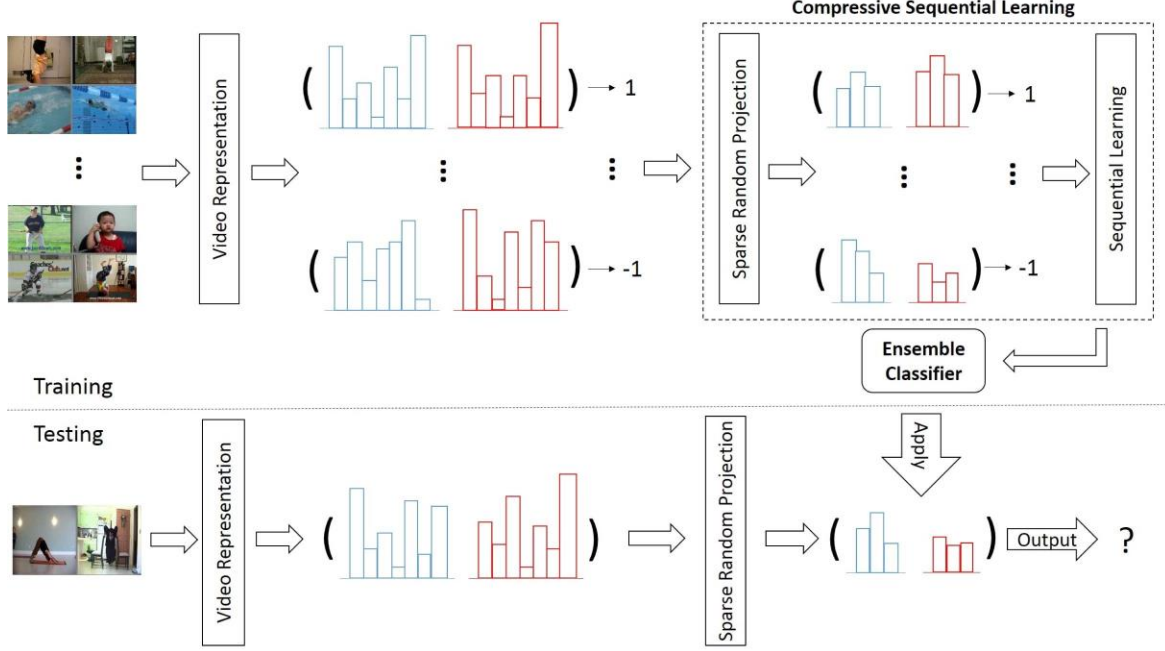 Compressive Sequential Learning
Video Representation
( ) → 1
Sparse Random Projection
( ) → 1
Sequential Learning
( ) → -1
( ) → -1
Ensemble
Classifier
Training
Testing
Video Representation
( )
Sparse Random Projection
Apply
( )
Output
?